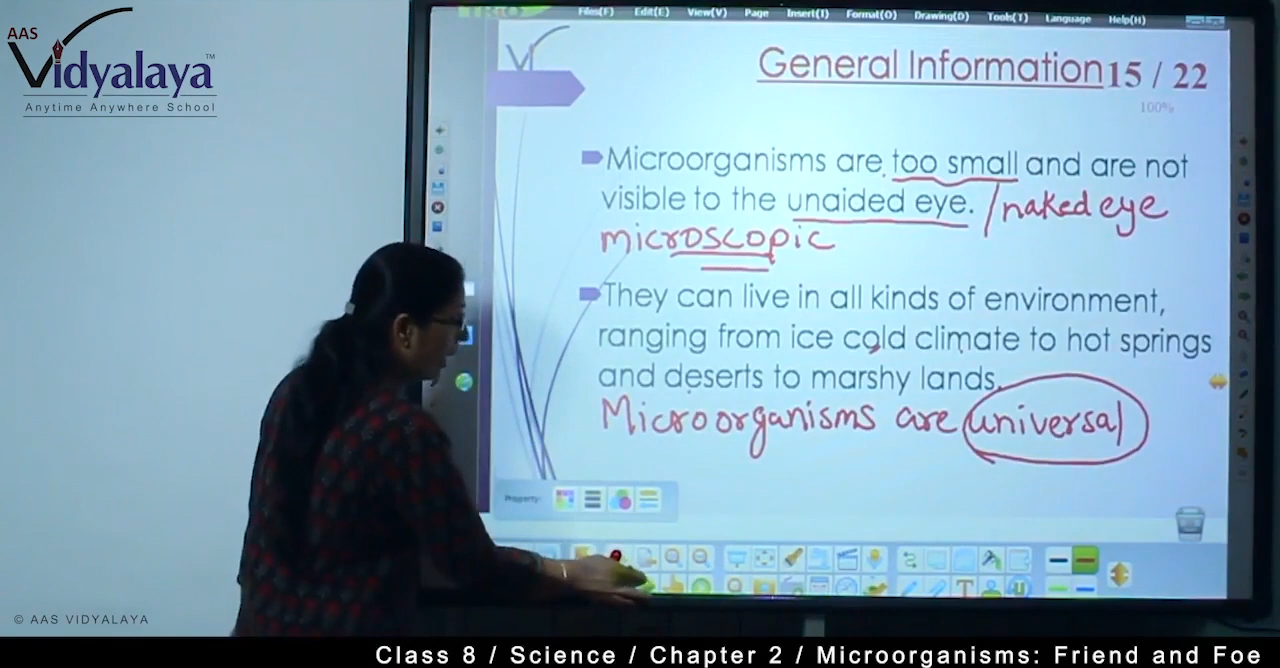 AAS
Vidyalaya™
Anytime Anywhere School
Files(F) Edit(E) View(V) Page Insert(I) Format(O) Drawing(D) Tools(T) Language Help(H)
General Information 15 / 22
100%
Microorganisms are too small and are not
visible to the unaided eye. / naked eye
microscopic
They can live in all kinds of environment,
ranging from ice cold climate to hot springs
and deserts to marshy lands.
Microorganisms are universal
Property:
© AAS VIDYALAYA
Class 8 / Science / Chapter 2 / Microorganisms: Friend and Foe